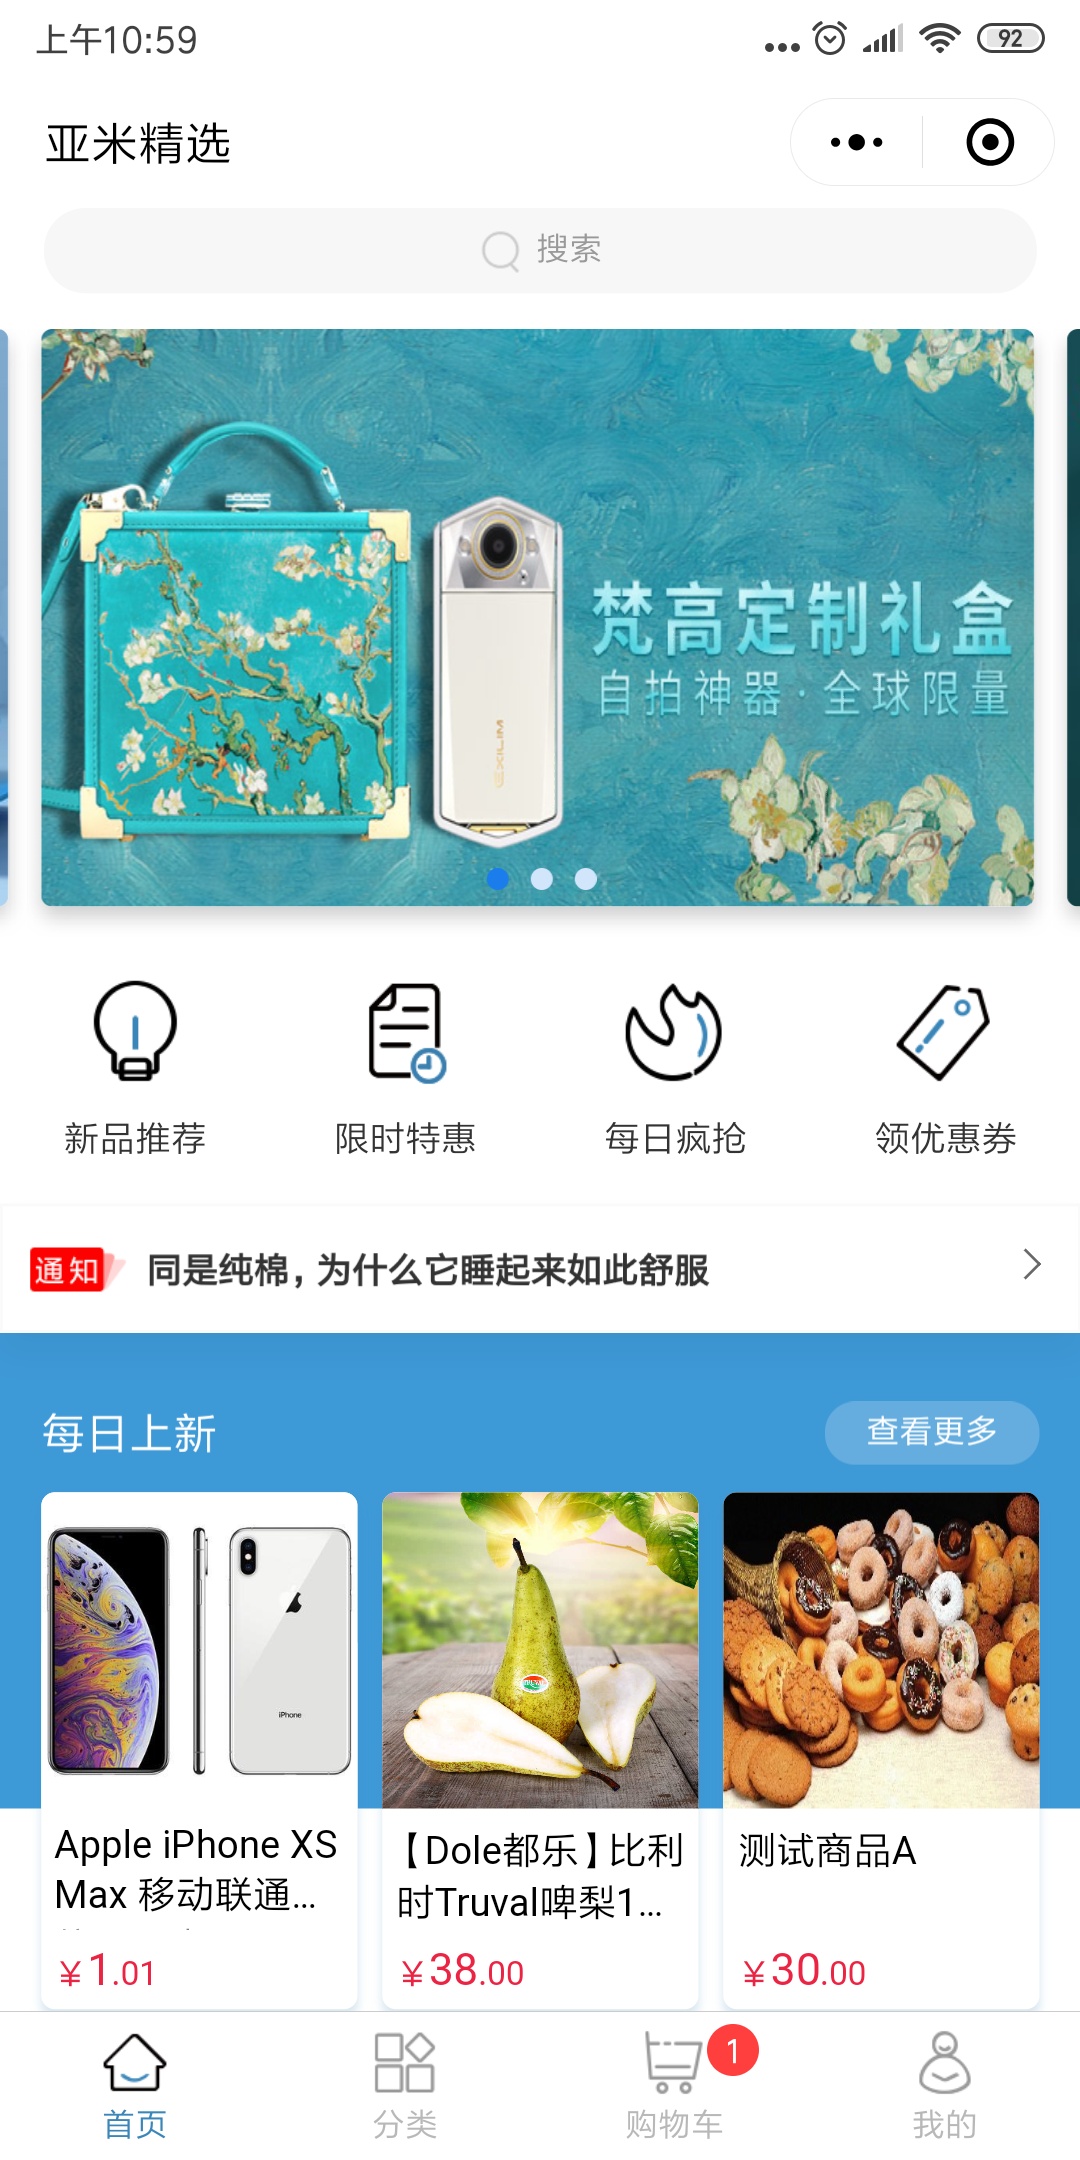 上午10:59
92
亚米精选
搜索
梵高定制礼盒
自拍神器·全球限量
EXILIM
新品推荐
限时特惠
每日疯抢
领优惠券
通知
同是纯棉，为什么它睡起来如此舒服
每日上新
查看更多
iPhone
Apple iPhone XS
Max 移动联通...
¥1.01
【Dole都乐】比利
时Truval啤梨1...
¥38.00
测试商品A
¥30.00
首页
分类
购物车
1
我的